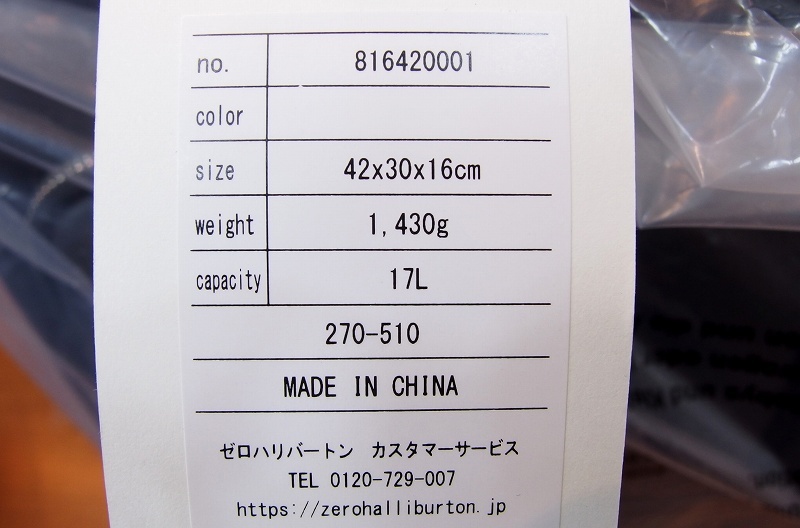 no. 816420001
color
size 42x30x16cm
weight 1,430g
capacity 17L
270-510
MADE IN CHINA
ゼロハリバートン カスタマーサービス
TEL 0120-729-007
https://zerohalliburton.jp